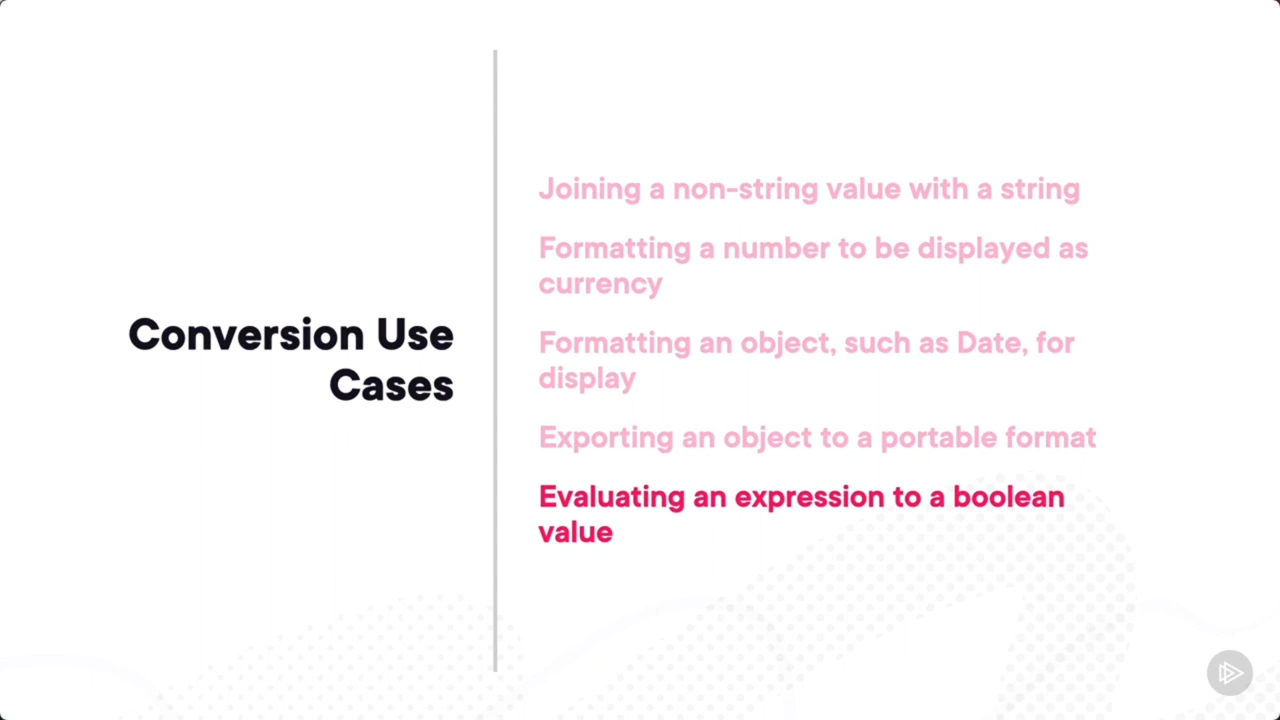 Conversion Use
Cases
Joining a non-string value with a string
Formatting a number to be displayed as
currency
Formatting an object, such as Date, for
display
Exporting an object to a portable format
Evaluating an expression to a boolean
value